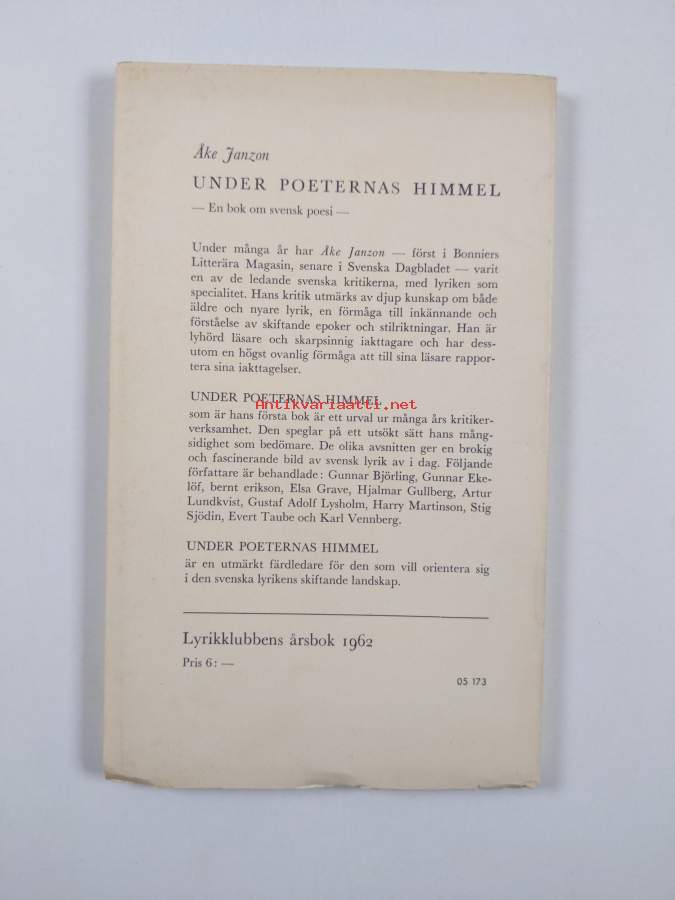 Åke Janzon
UNDER POETERNAS HIMMEL
— En bok om svensk poesi —
Under många år har Åke Janzon — först i Bonniers
Litterära Magasin, senare i Svenska Dagbladet — varit
en av de ledande svenska kritikerna, med lyriken som
specialitet. Hans kritik utmärks av djup kunskap om både
äldre och nyare lyrik, en förmåga till inkännande och
förståelse av skiftande epoker och stilriktningar. Han är
lyhörd läsare och skarpsinnig iakttagare och har dess-
utom en högst ovanlig förmåga att till sina läsare rappor-
tera sina iakttagelser.
UNDER POETERNAS HIMMEL
Antikvariaatti.net
som är hans första bok är ett urval ur många års kritiker-
verksamhet. Den speglar på ett utsökt sätt hans mång-
sidighet som bedömare. De olika avsnitten ger en brokig
och fascinerande bild av svensk lyrik av i dag. Följande
författare är behandlade: Gunnar Björling, Gunnar Eke-
löf, bernt erikson, Elsa Grave, Hjalmar Gullberg, Artur
Lundkvist, Gustaf Adolf Lysholm, Harry Martinson, Stig
Sjödin, Evert Taube och Karl Vennberg.
UNDER POETERNAS HIMMEL
är en utmärkt färdledare för den som vill orientera sig
i den svenska lyrikens skiftande landskap.
Lyrikklubbens årsbok 1962
Pris 6: —
05 173